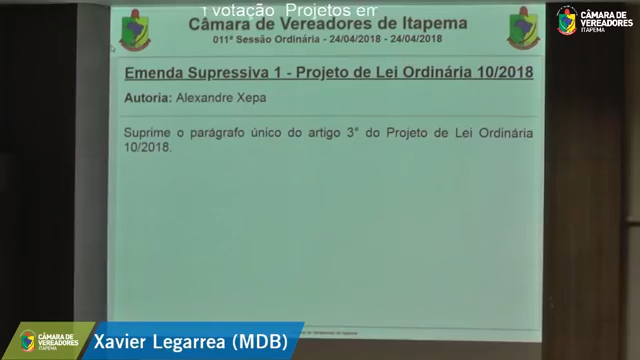 votação Projetos em
Câmara de Vereadores de Itapema
011ª Sessão Ordinária - 24/04/2018 - 24/04/2018
CÂMARA DE
VEREADORES
ITAPEMA
Emenda Supressiva 1 - Projeto de Lei Ordinária 10/2018
Autoria: Alexandre Xepa
Suprime o parágrafo único do artigo 3° do Projeto de Lei Ordinária
10/2018.
CÂMARA DE
VEREADORES
ITAPEMA
Xavier Legarrea (MDB)